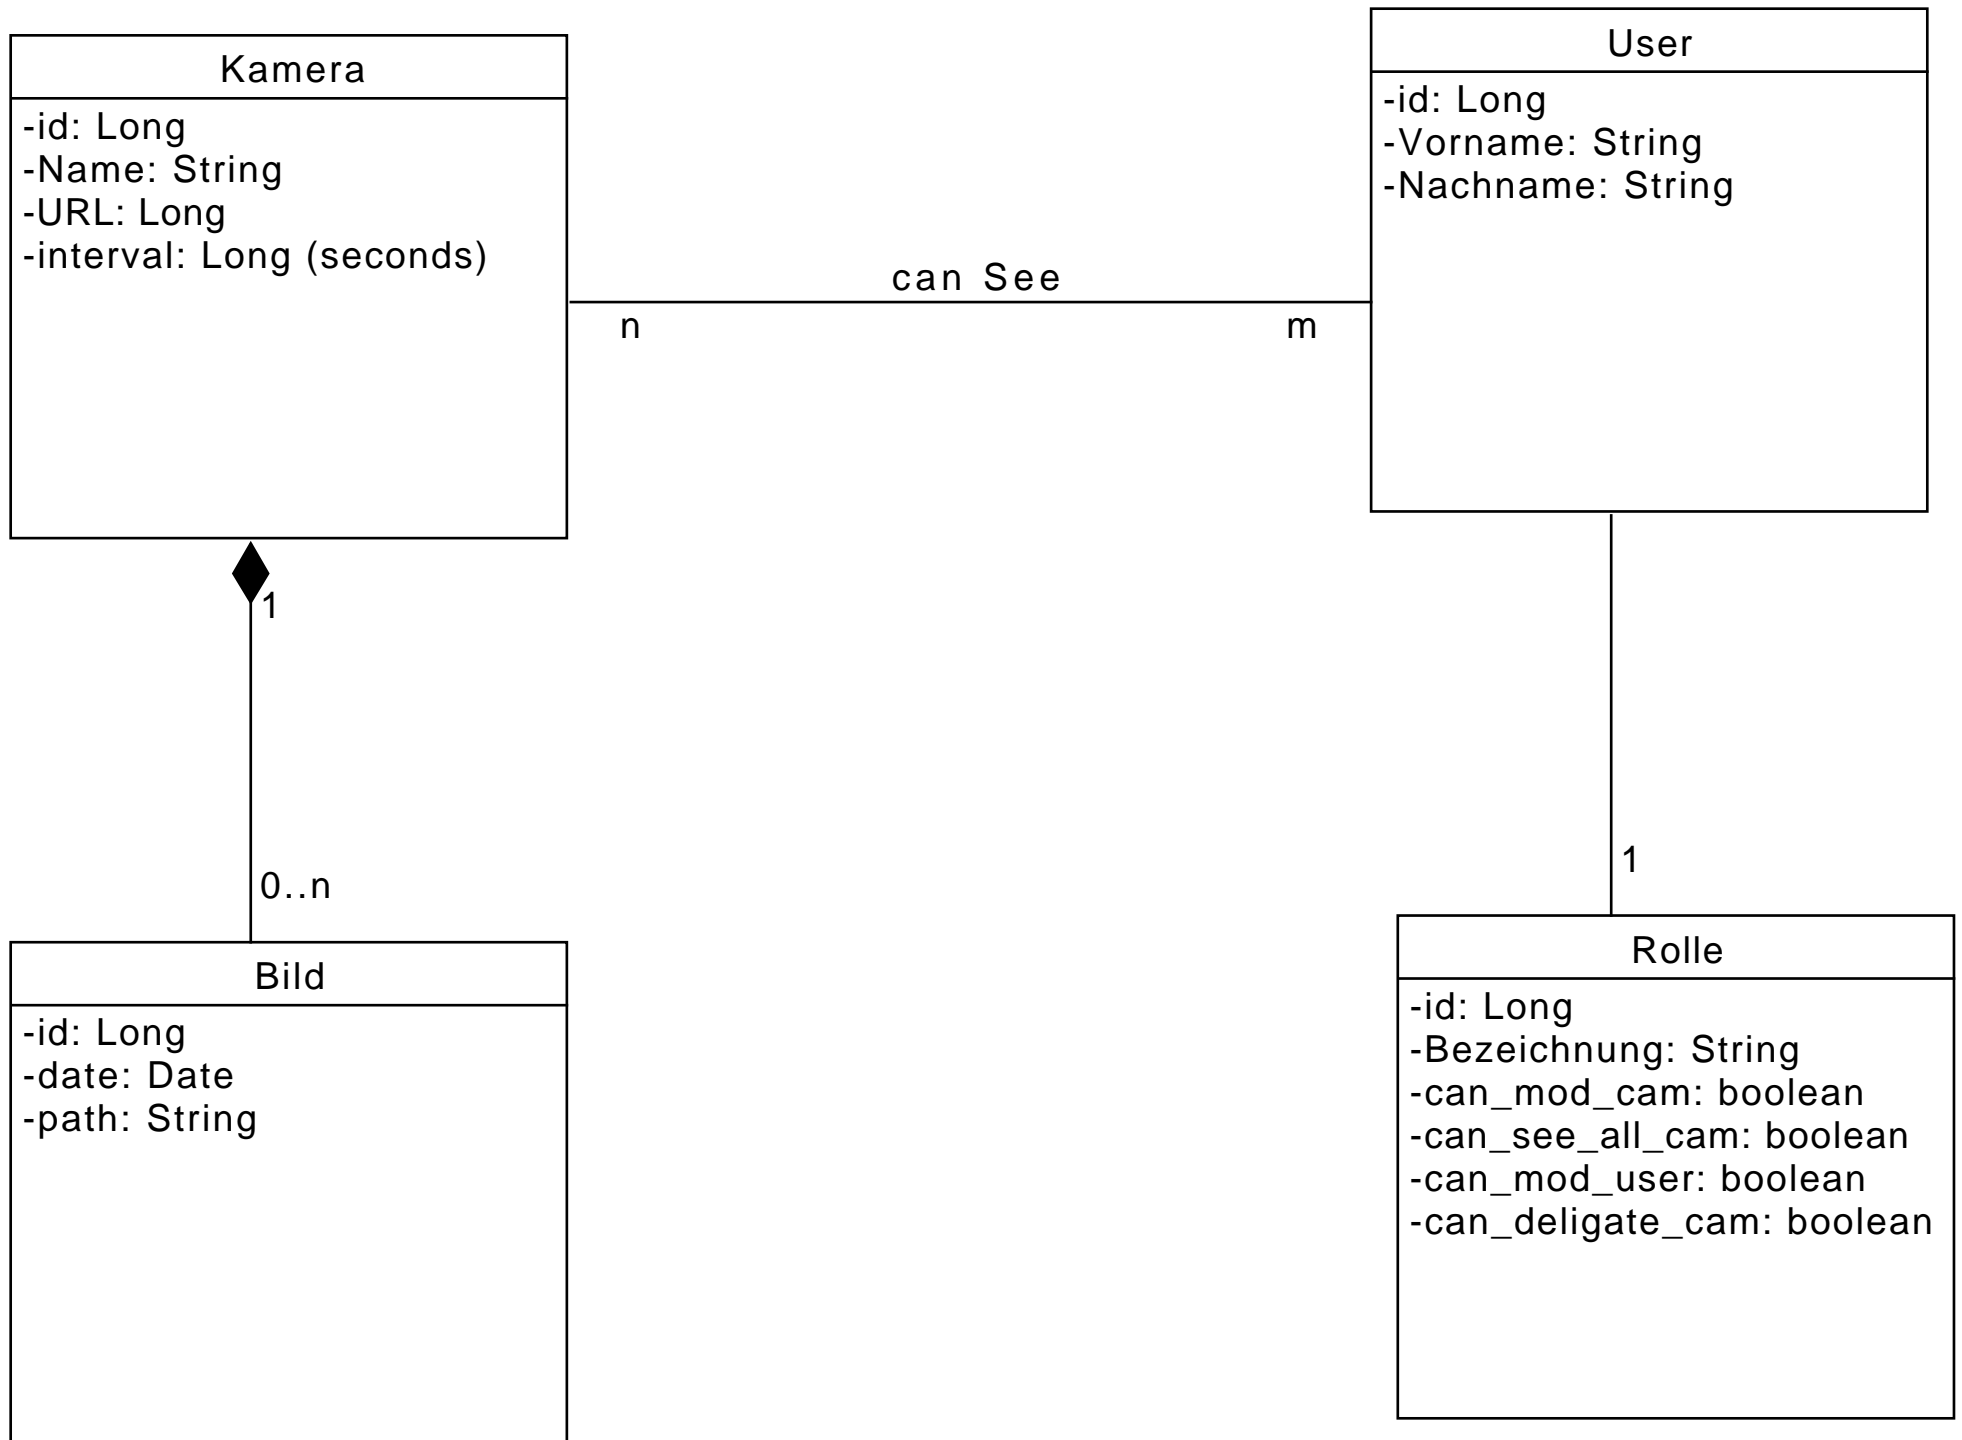 Kamera
-id: Long
-Name: String
-URL: Long
-interval: Long (seconds)
can See
n
m
User
-id: Long
-Vorname: String
-Nachname: String
1
0..n
1
Bild
-id: Long
-date: Date
-path: String
Rolle
-id: Long
-Bezeichnung: String
-can_mod_cam: boolean
-can_see_all_cam: boolean
-can_mod_user: boolean
-can_deligate_cam: boolean